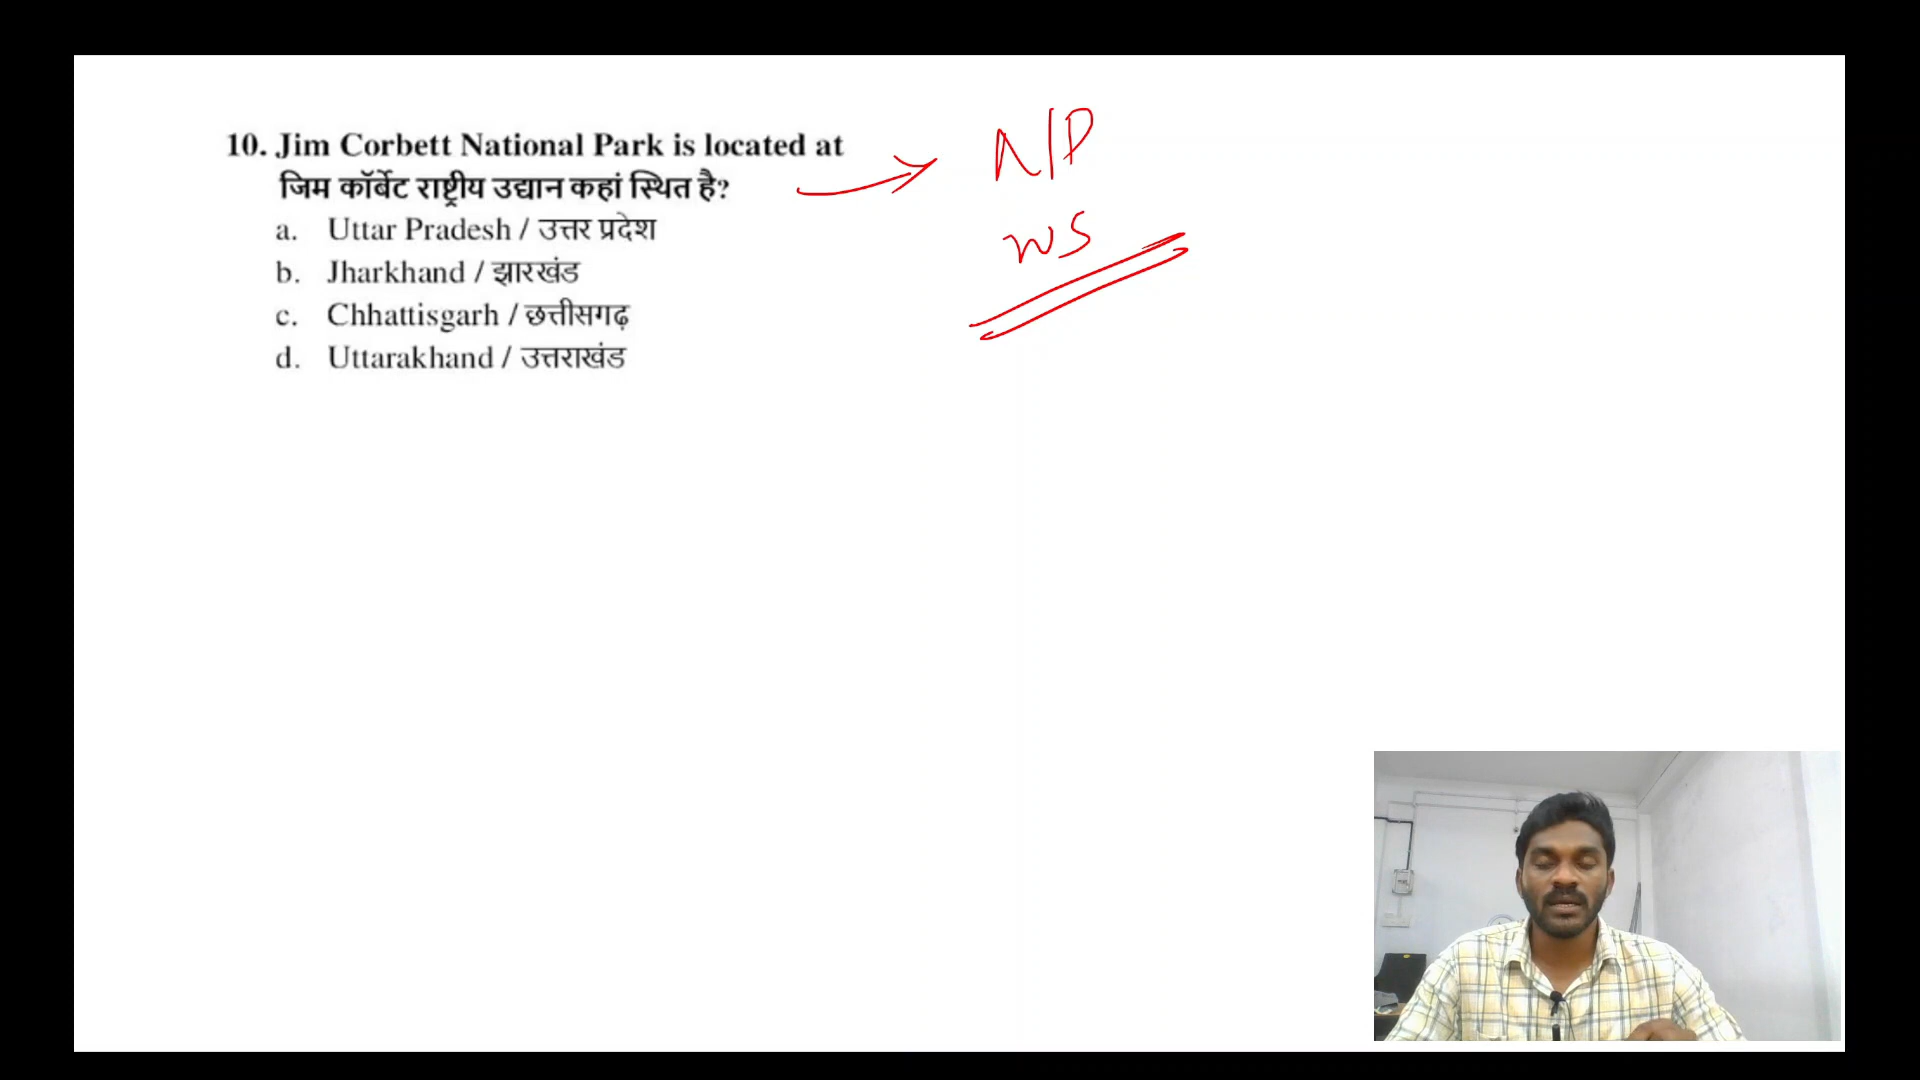 10. Jim Corbett National Park is located at
जिम कॉर्बेट राष्ट्रीय उद्यान कहां स्थित है?
a. Uttar Pradesh / उत्तर प्रदेश
b. Jharkhand / झारखंड
c. Chhattisgarh / छत्तीसगढ़
d. Uttarakhand / उत्तराखंड
N/P
WS